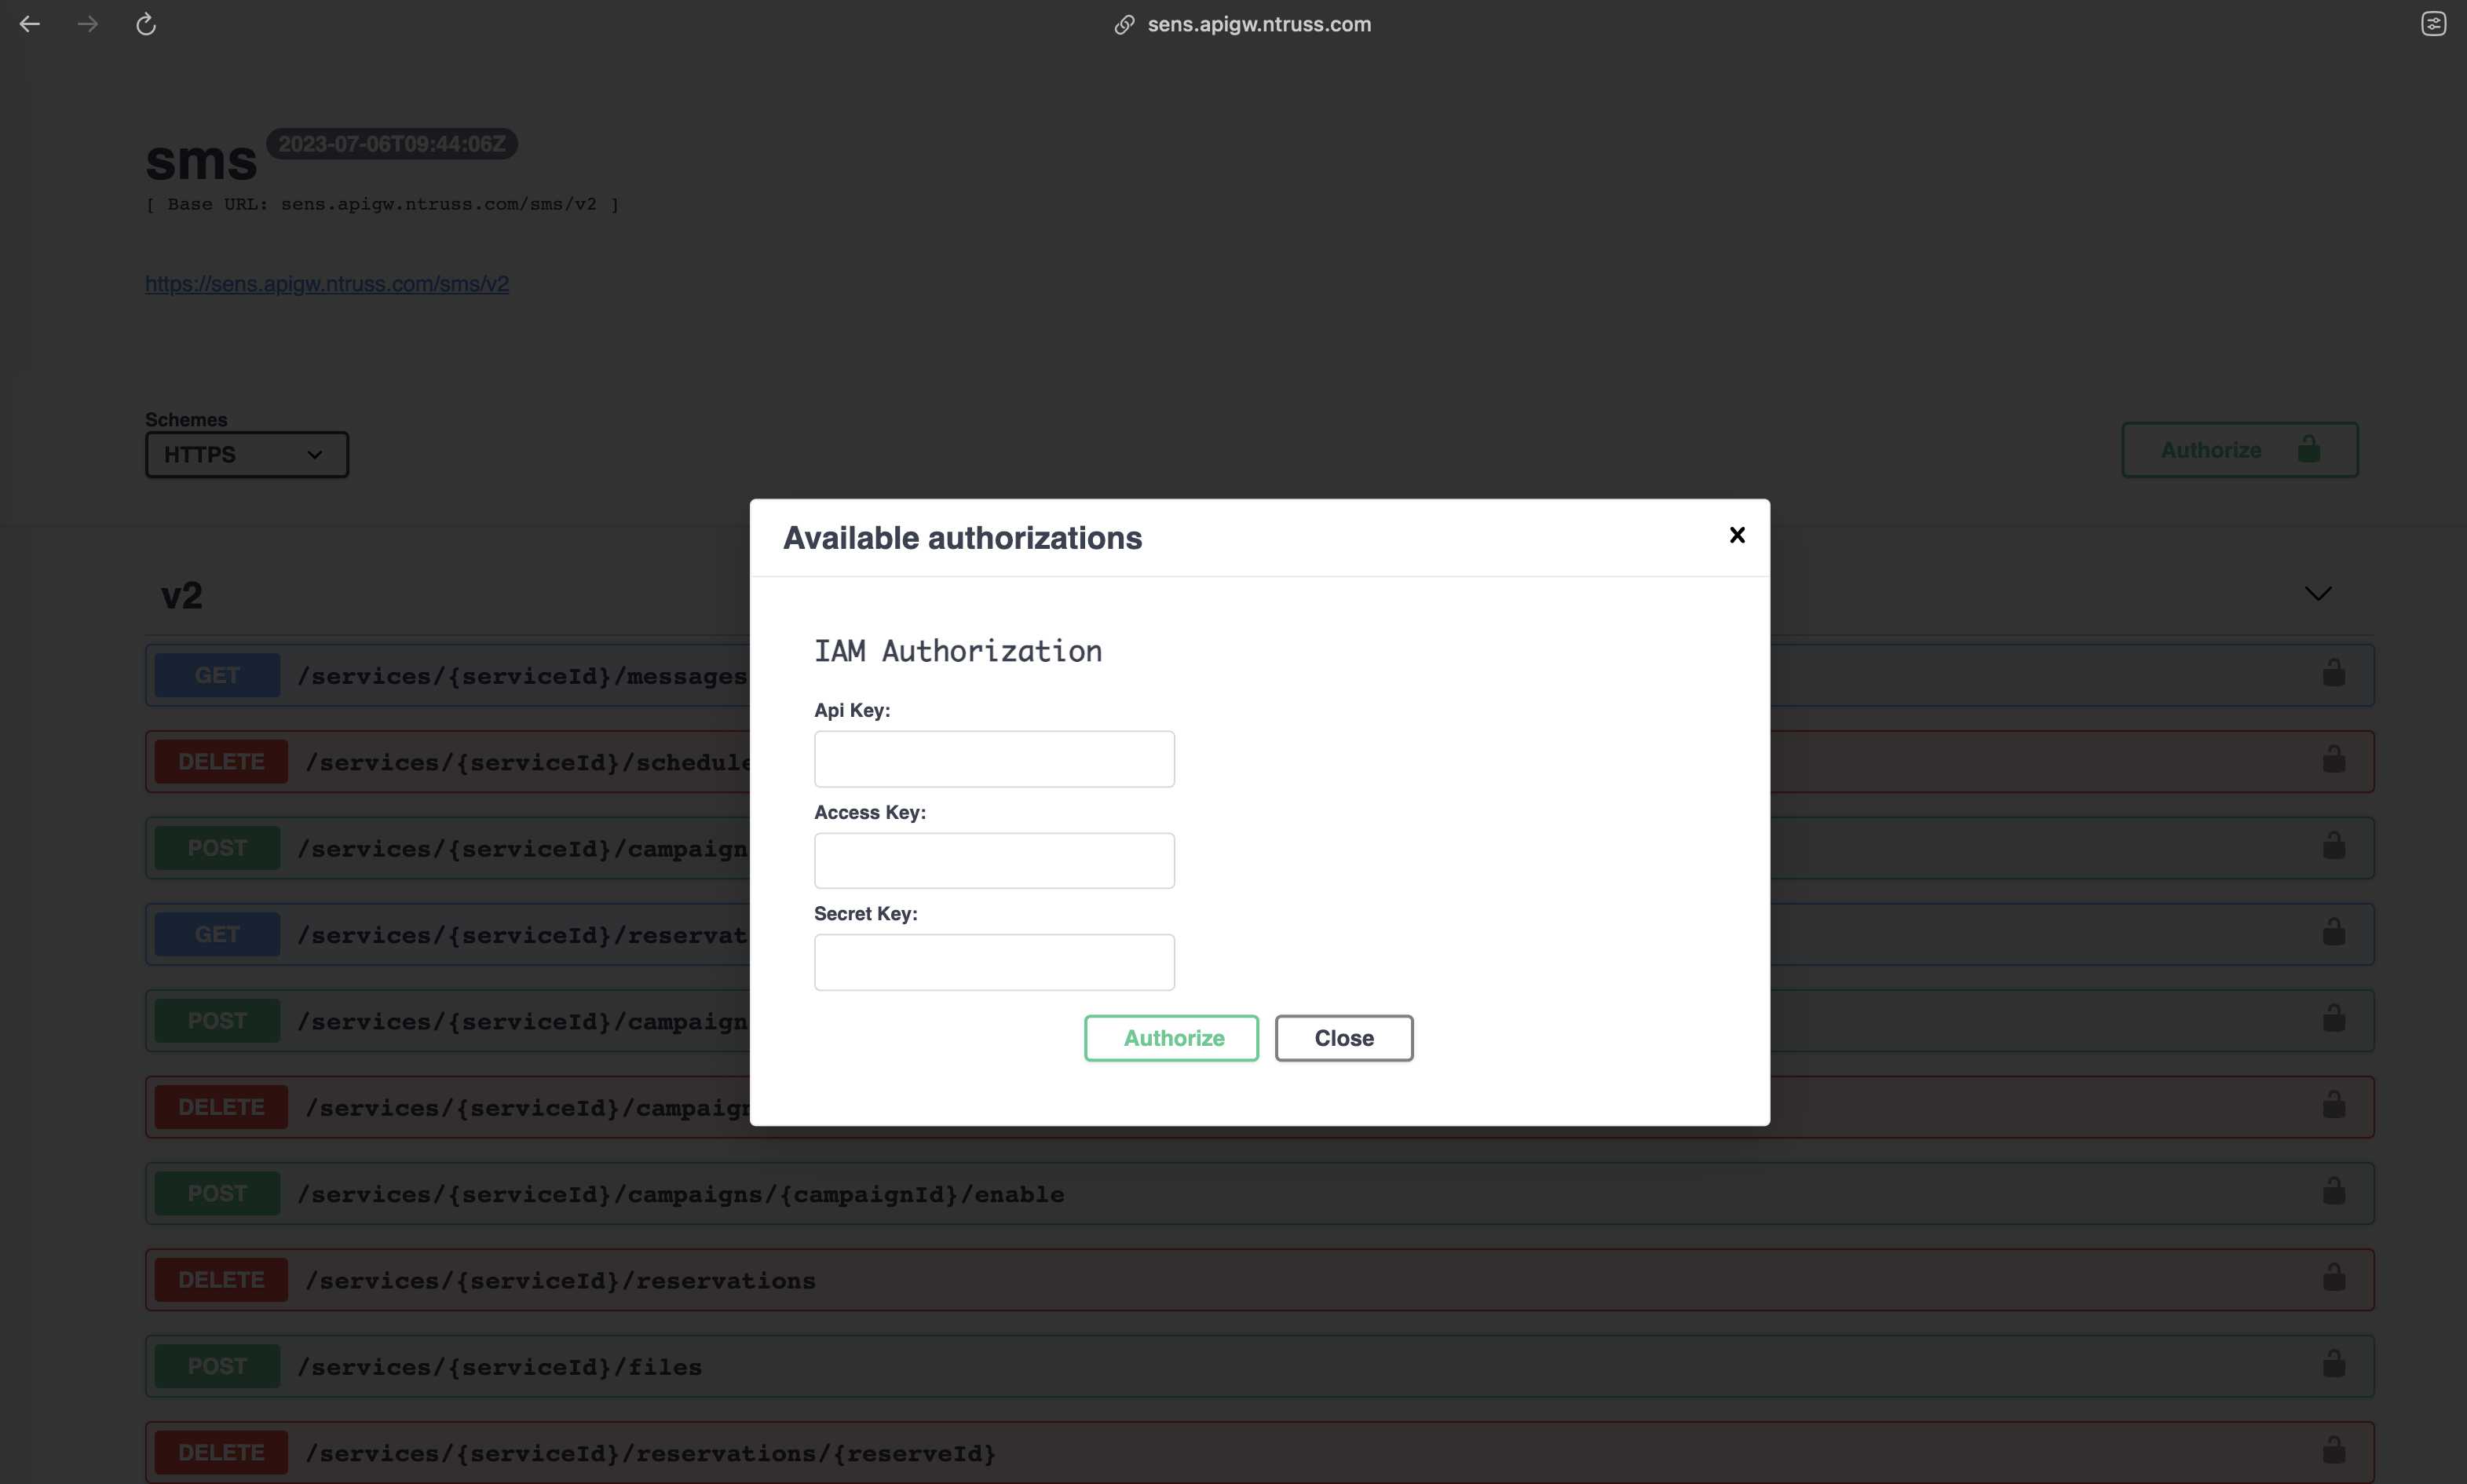 sens.apigw.ntruss.com
sms 2023-07-06T09:44:06Z
[ Base URL: sens.apigw.ntruss.com/sms/v2 ]
https://sens.apigw.ntruss.com/sms/v2
Schemes
HTTPS
Authorize
Available authorizations
x
v2
IAM Authorization
Api Key:
Access Key:
Secret Key:
Authorize Close
GET /services/{serviceId}/messages
DELETE /services/{serviceId}/schedule
POST /services/{serviceId}/campaign
GET /services/{serviceId}/reservat
POST /services/{serviceId}/campaign
DELETE /services/{serviceId}/campaign
POST /services/{serviceId}/campaigns/{campaignId}/enable
DELETE /services/{serviceId}/reservations
POST /services/{serviceId}/files
DELETE /services/{serviceId}/reservations/{reserveId}